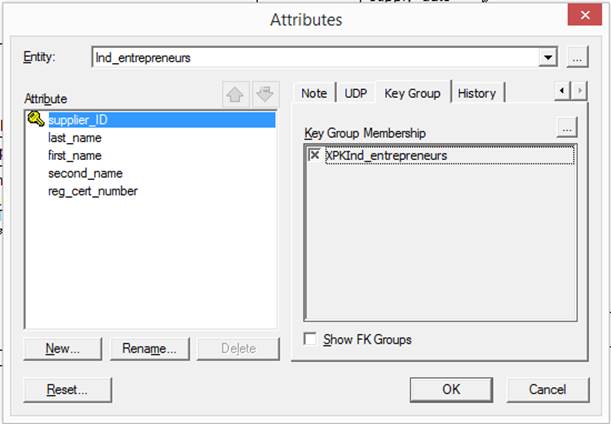 Attributes
Entity:
Ind_entrepreneurs
...
Attribute
supplier_ID
last_name
first_name
second_name
reg_cert_number
New...
Rename...
Delete
Note
UDP
Key Group
History
Key Group Membership
...
XPKInd_entrepreneurs
Show FK Groups
Reset...
OK
Cancel